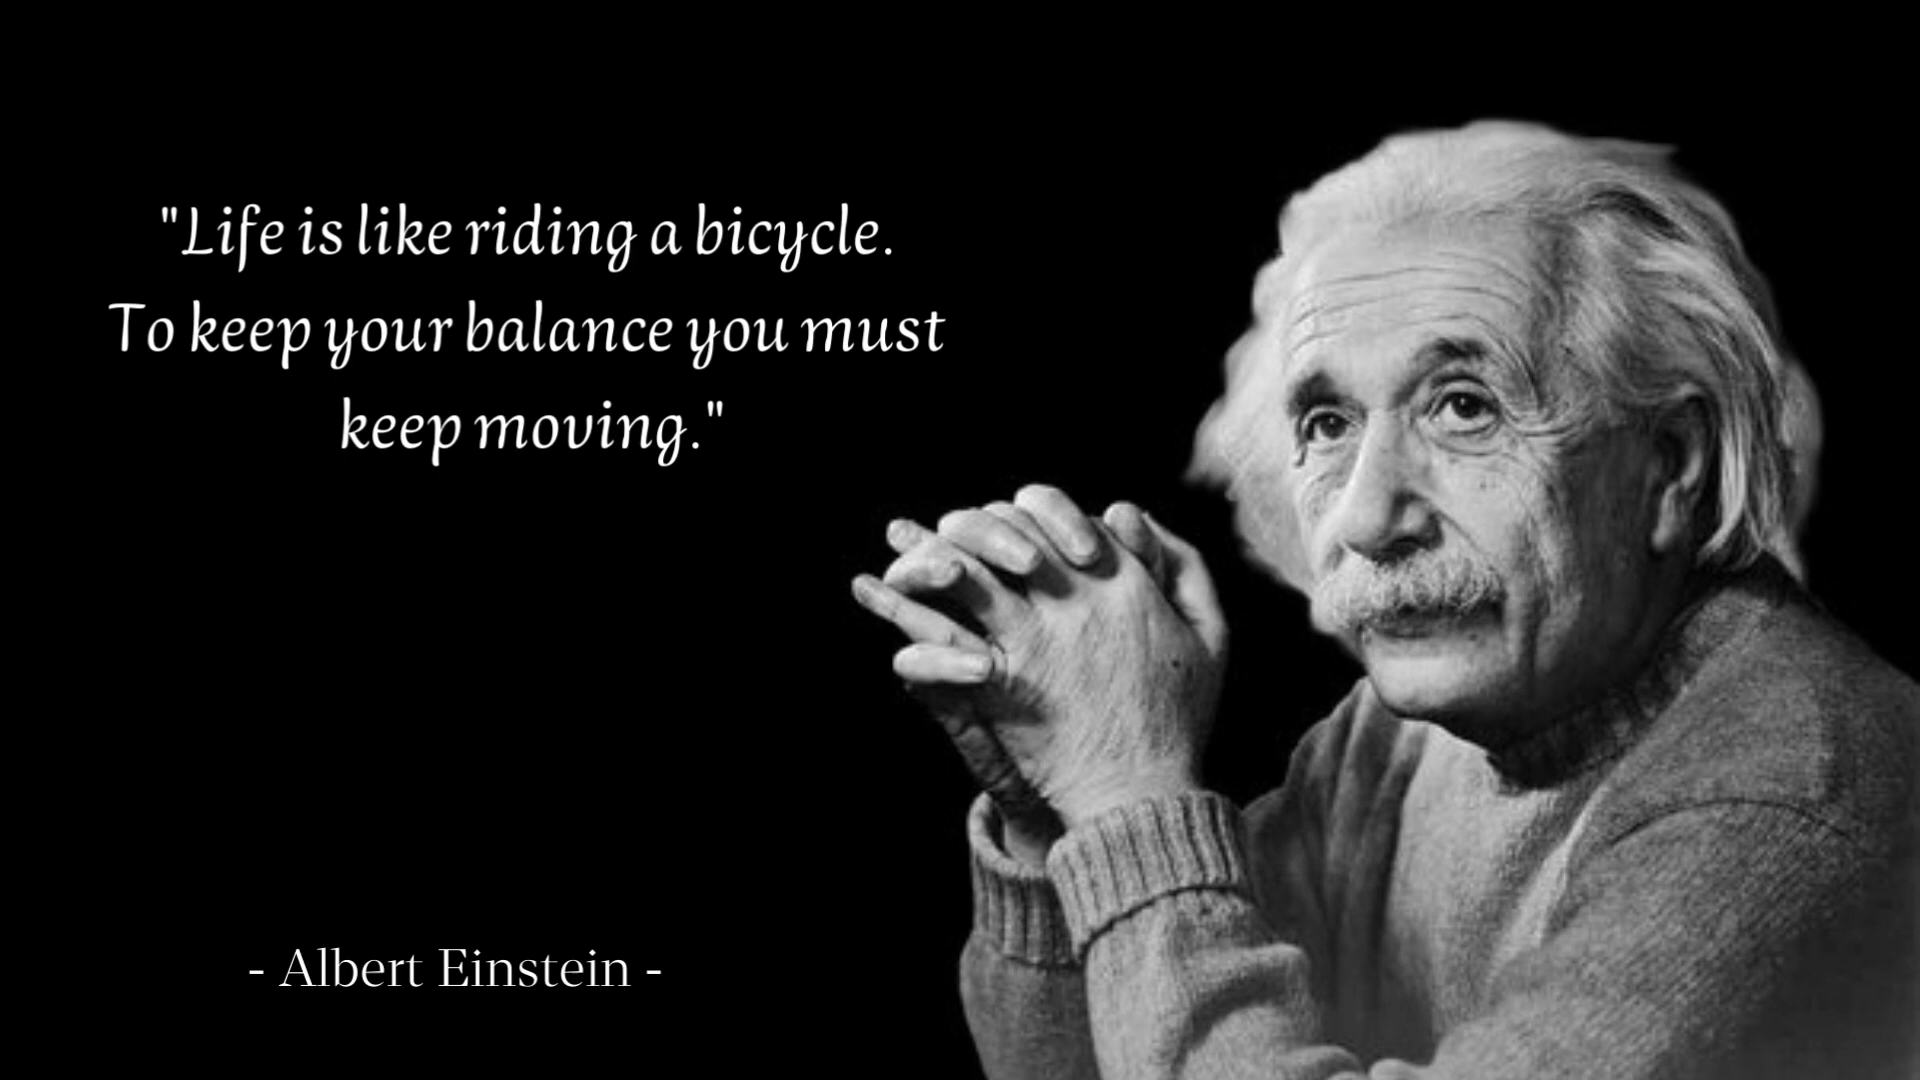 "Life is like riding a bicycle.
To keep your balance you must
keep moving."
- Albert Einstein -